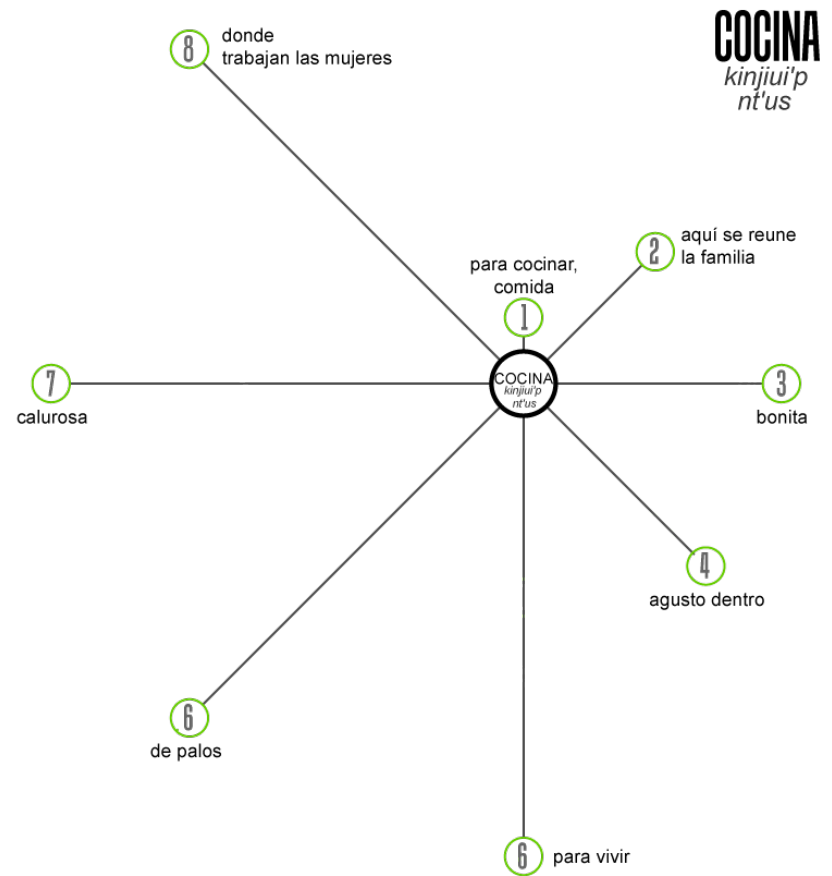 COCINA
kinjiui'p
nt'us
8
donde
trabajan las mujeres
2
aquí se reune
la familia
para cocinar,
comida
1
7
calurosa
COCINA
kinjiui'p
nt'us
3
bonita
4
agusto dentro
6
de palos
6
para vivir